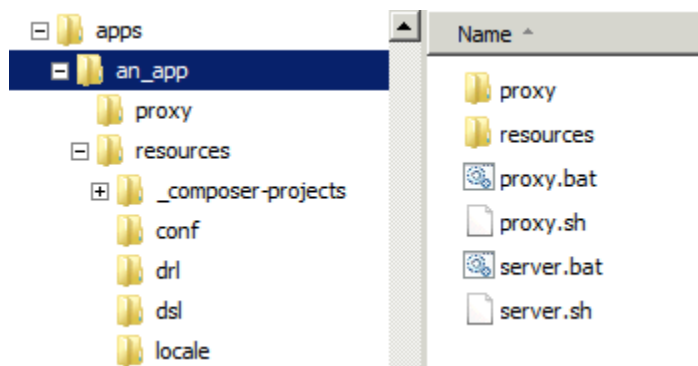 apps
an_app
proxy
resources
_composer-projects
conf
drl
dsl
locale
Name
proxy
resources
proxy.bat
proxy.sh
server.bat
server.sh